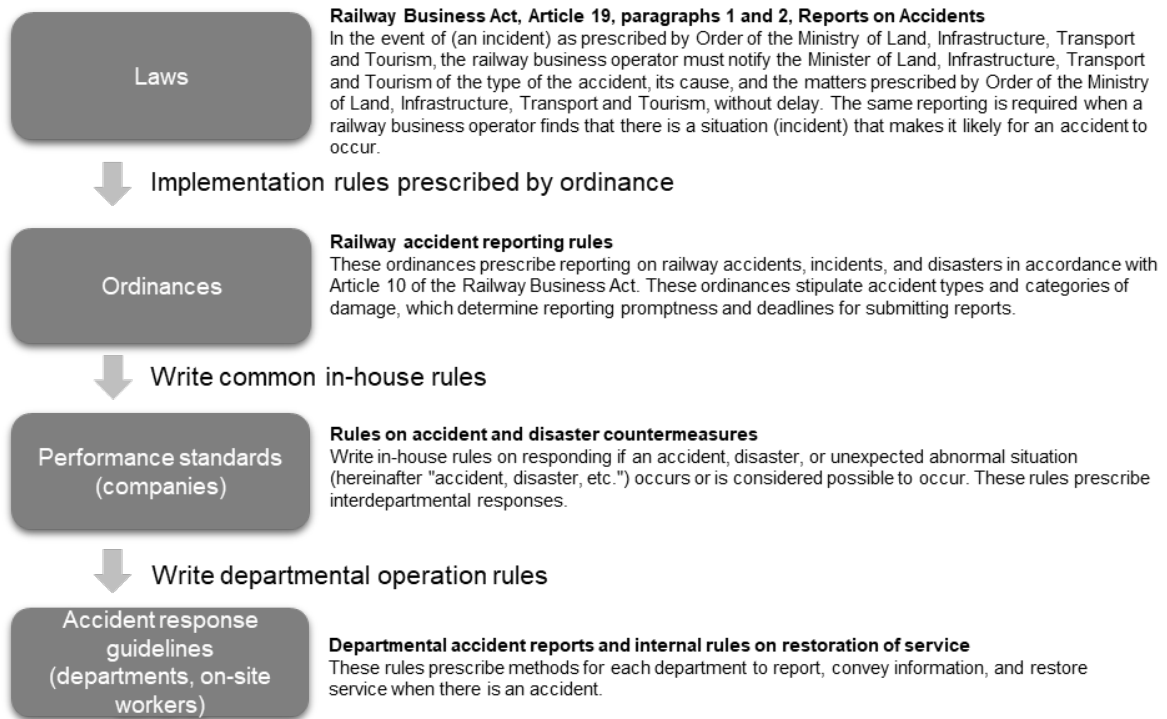 Laws
Railway Business Act, Article 19, paragraphs 1 and 2, Reports on Accidents
In the event of (an incident) as prescribed by Order of the Ministry of Land, Infrastructure, Transport
and Tourism, the railway business operator must notify the Minister of Land, Infrastructure, Transport
and Tourism of the type of the accident, its cause, and the matters prescribed by Order of the Ministry
of Land, Infrastructure, Transport and Tourism, without delay. The same reporting is required when a
railway business operator finds that there is a situation (incident) that makes it likely for an accident to
occur.
Implementation rules prescribed by ordinance
Ordinances
Railway accident reporting rules
These ordinances prescribe reporting on railway accidents, incidents, and disasters in accordance with
Article 10 of the Railway Business Act. These ordinances stipulate accident types and categories of
damage, which determine reporting promptness and deadlines for submitting reports.
Write common in-house rules
Performance standards
(companies)
Rules on accident and disaster countermeasures
Write in-house rules on responding if an accident, disaster, or unexpected abnormal situation
(hereinafter "accident, disaster, etc.") occurs or is considered possible to occur. These rules prescribe
interdepartmental responses.
Write departmental operation rules
Accident response
guidelines
(departments, on-site
workers)
Departmental accident reports and internal rules on restoration of service
These rules prescribe methods for each department to report, convey information, and restore
service when there is an accident.